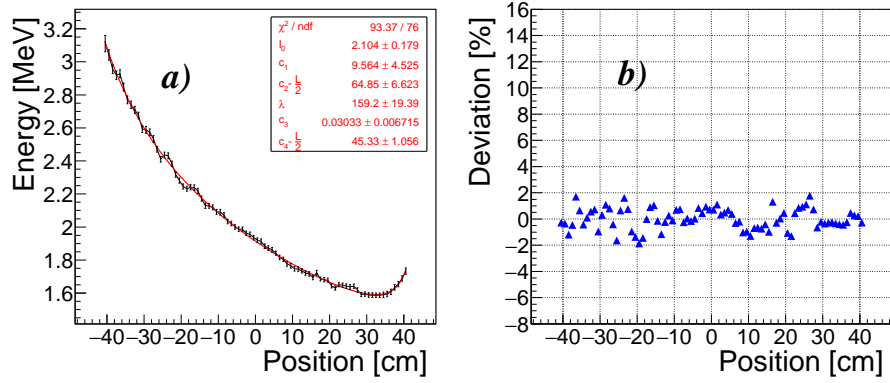 a)
χ² / ndf 93.37 / 76
I₀ 2.104 ± 0.179
c₁ 9.564 ± 4.525
c₂- L/2 64.85 ± 6.623
λ 159.2 ± 19.39
c₃ 0.03033 ± 0.006715
c₄- L/2 45.33 ± 1.056
Energy [MeV]
3.2
3
2.8
2.6
2.4
2.2
2
1.8
1.6
−40 −30 −20 −10 0 10 20 30 40
Position [cm]
b)
Deviation [%]
16
14
12
10
8
6
4
2
0
−2
−4
−6
−8
−40 −30 −20 −10 0 10 20 30 40
Position [cm]